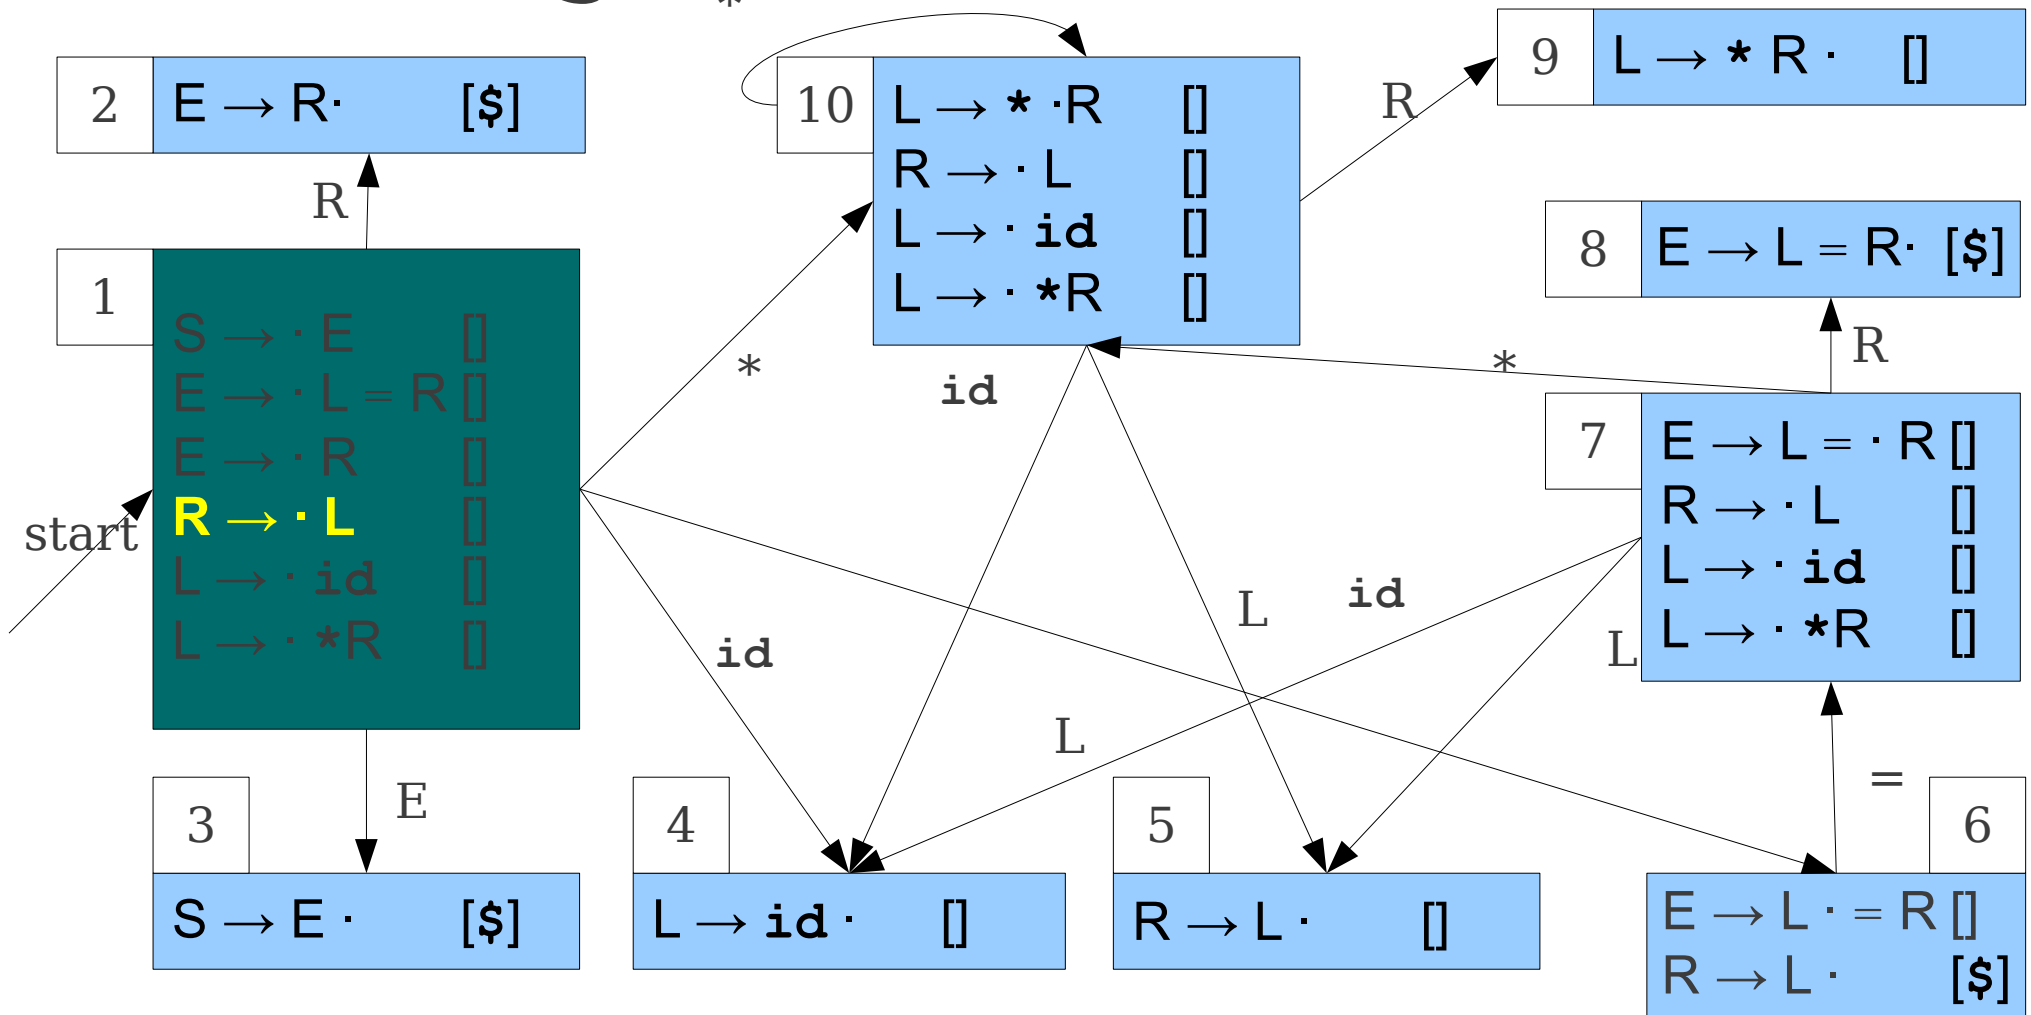 *
2
E → R· [$]
10
L → * ·R []
R → · L []
L → · id []
L → · *R []
9
L → * R · []
R
R
8
E → L = R· [$]
1
S → · E []
E → · L = R []
E → · R []
R → · L []
L → · id []
L → · *R []
start
*
id
*
R
7
E → L = · R []
R → · L []
L → · id []
L → · *R []
id
L
L
id
L
E
=
3
S → E · [$]
4
L → id · []
5
R → L · []
6
E → L · = R []
R → L · [$]